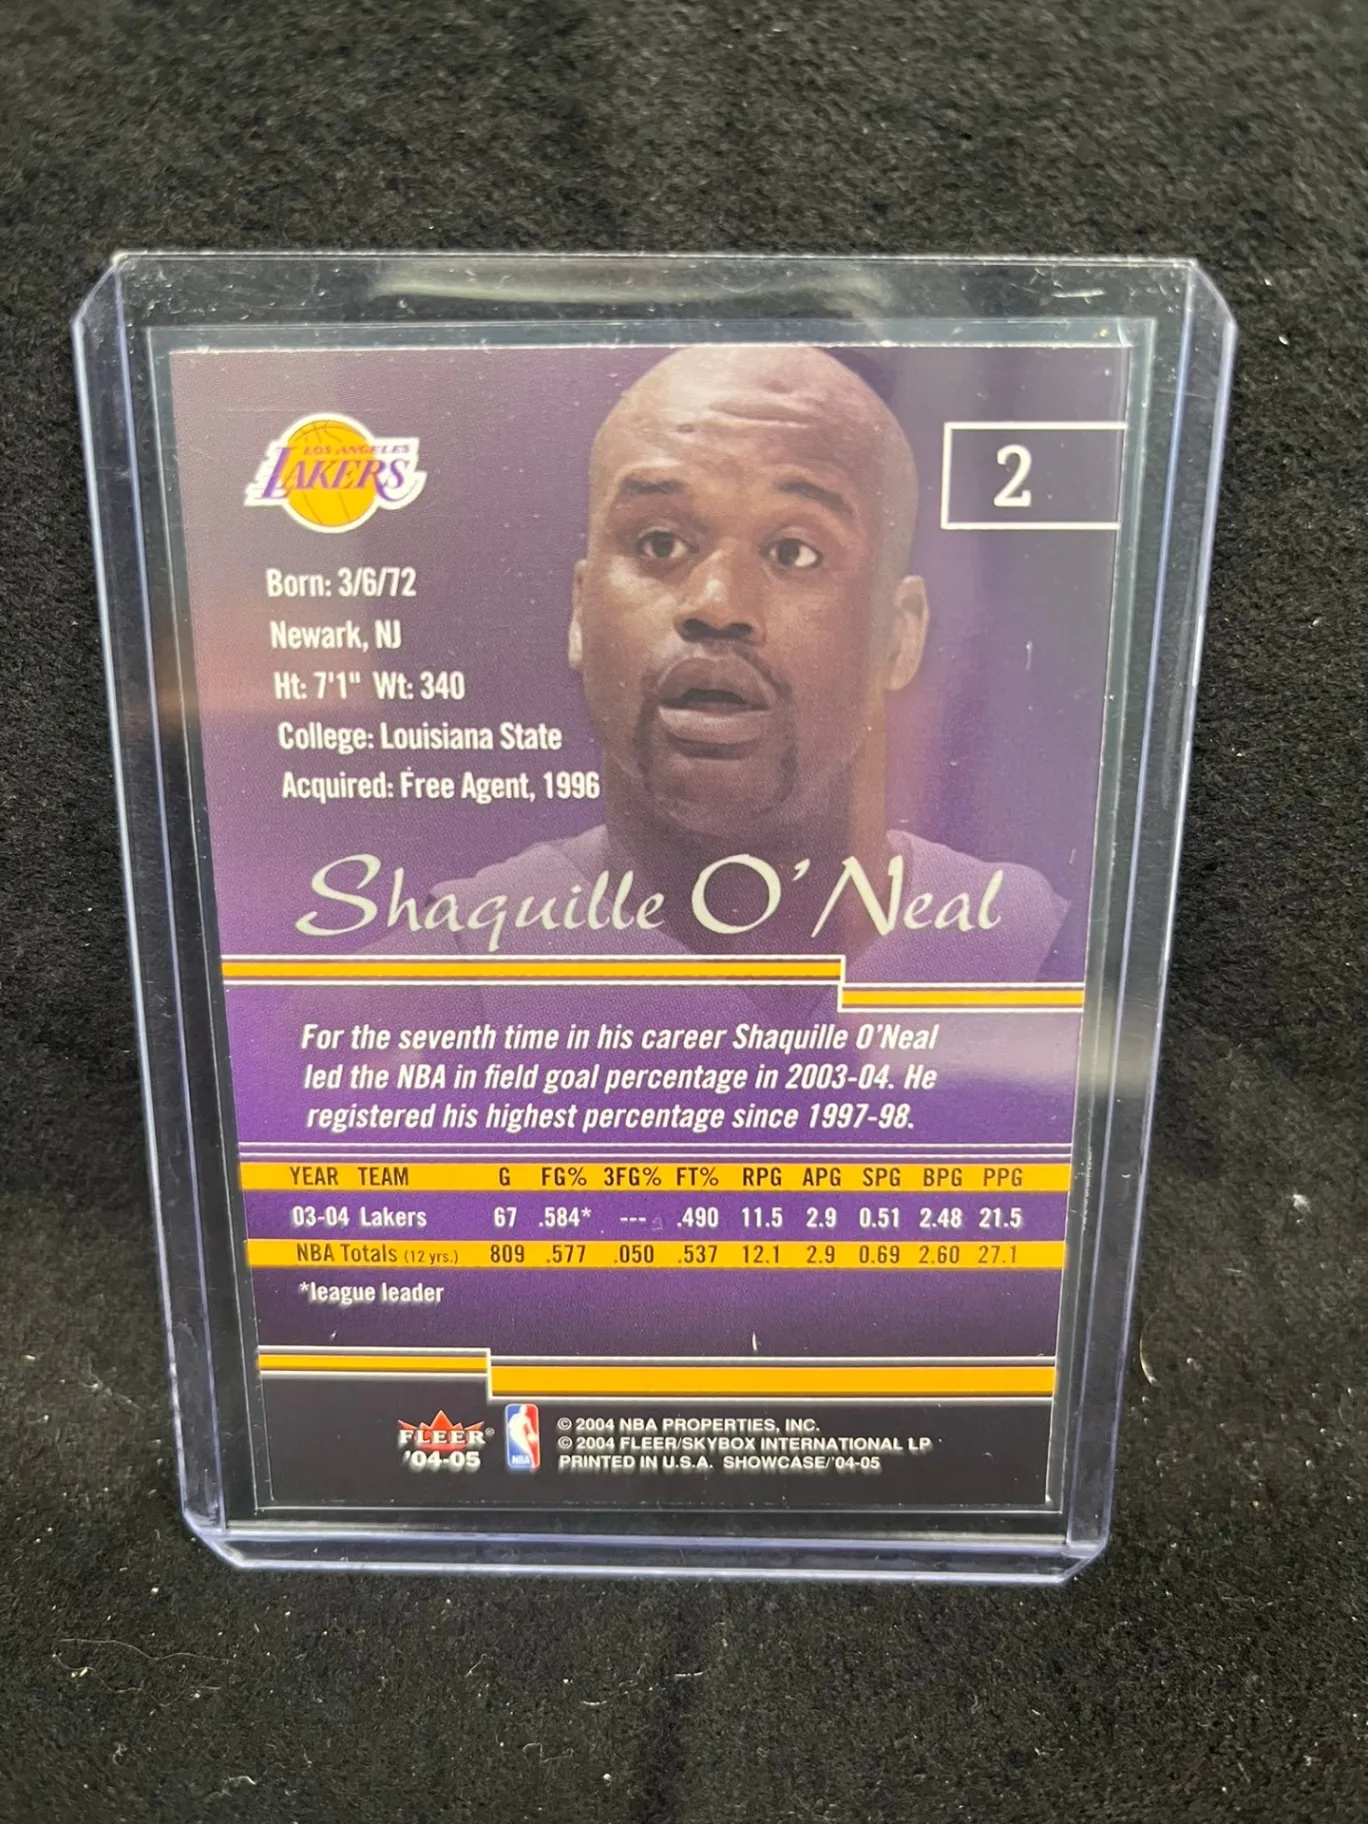 LOS ANGELES
LAKERS
2
Born: 3/6/72
Newark, NJ
Ht: 7'1" Wt: 340
College: Louisiana State
Acquired: Free Agent, 1996
Shaquille O'Neal
For the seventh time in his career Shaquille O'Neal
led the NBA in field goal percentage in 2003-04. He
registered his highest percentage since 1997-98.
YEAR TEAM G FG% 3FG% FT% RPG APG SPG BPG PPG
03-04 Lakers 67 .584* --- .490 11.5 2.9 0.51 2.48 21.5
NBA Totals (12 yrs.) 809 .577 .050 .537 12.1 2.9 0.69 2.60 27.1
*league leader
FLEER®
'04-05
NBA
© 2004 NBA PROPERTIES, INC.
© 2004 FLEER/SKYBOX INTERNATIONAL LP
PRINTED IN U.S.A. SHOWCASE/'04-05